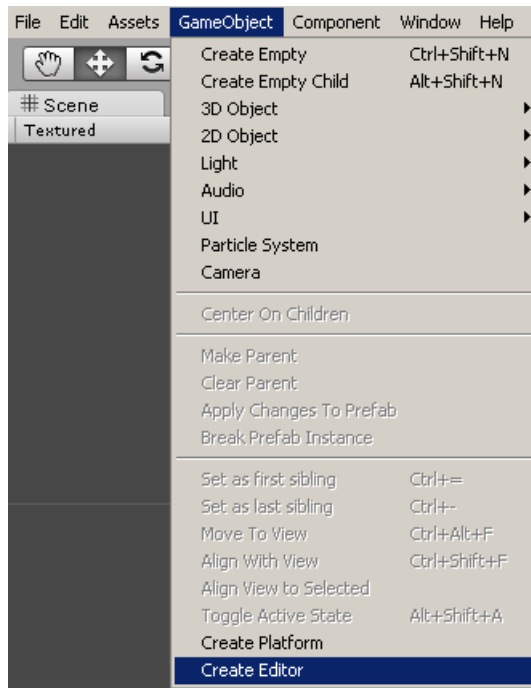 File Edit Assets GameObject Component Window Help
Scene
Textured
Create Empty Ctrl+Shift+N
Create Empty Child Alt+Shift+N
3D Object
2D Object
Light
Audio
UI
Particle System
Camera
Center On Children
Make Parent
Clear Parent
Apply Changes To Prefab
Break Prefab Instance
Set as first sibling Ctrl+=
Set as last sibling Ctrl+-
Move To View Ctrl+Alt+F
Align With View Ctrl+Shift+F
Align View to Selected
Toggle Active State Alt+Shift+A
Create Platform
Create Editor